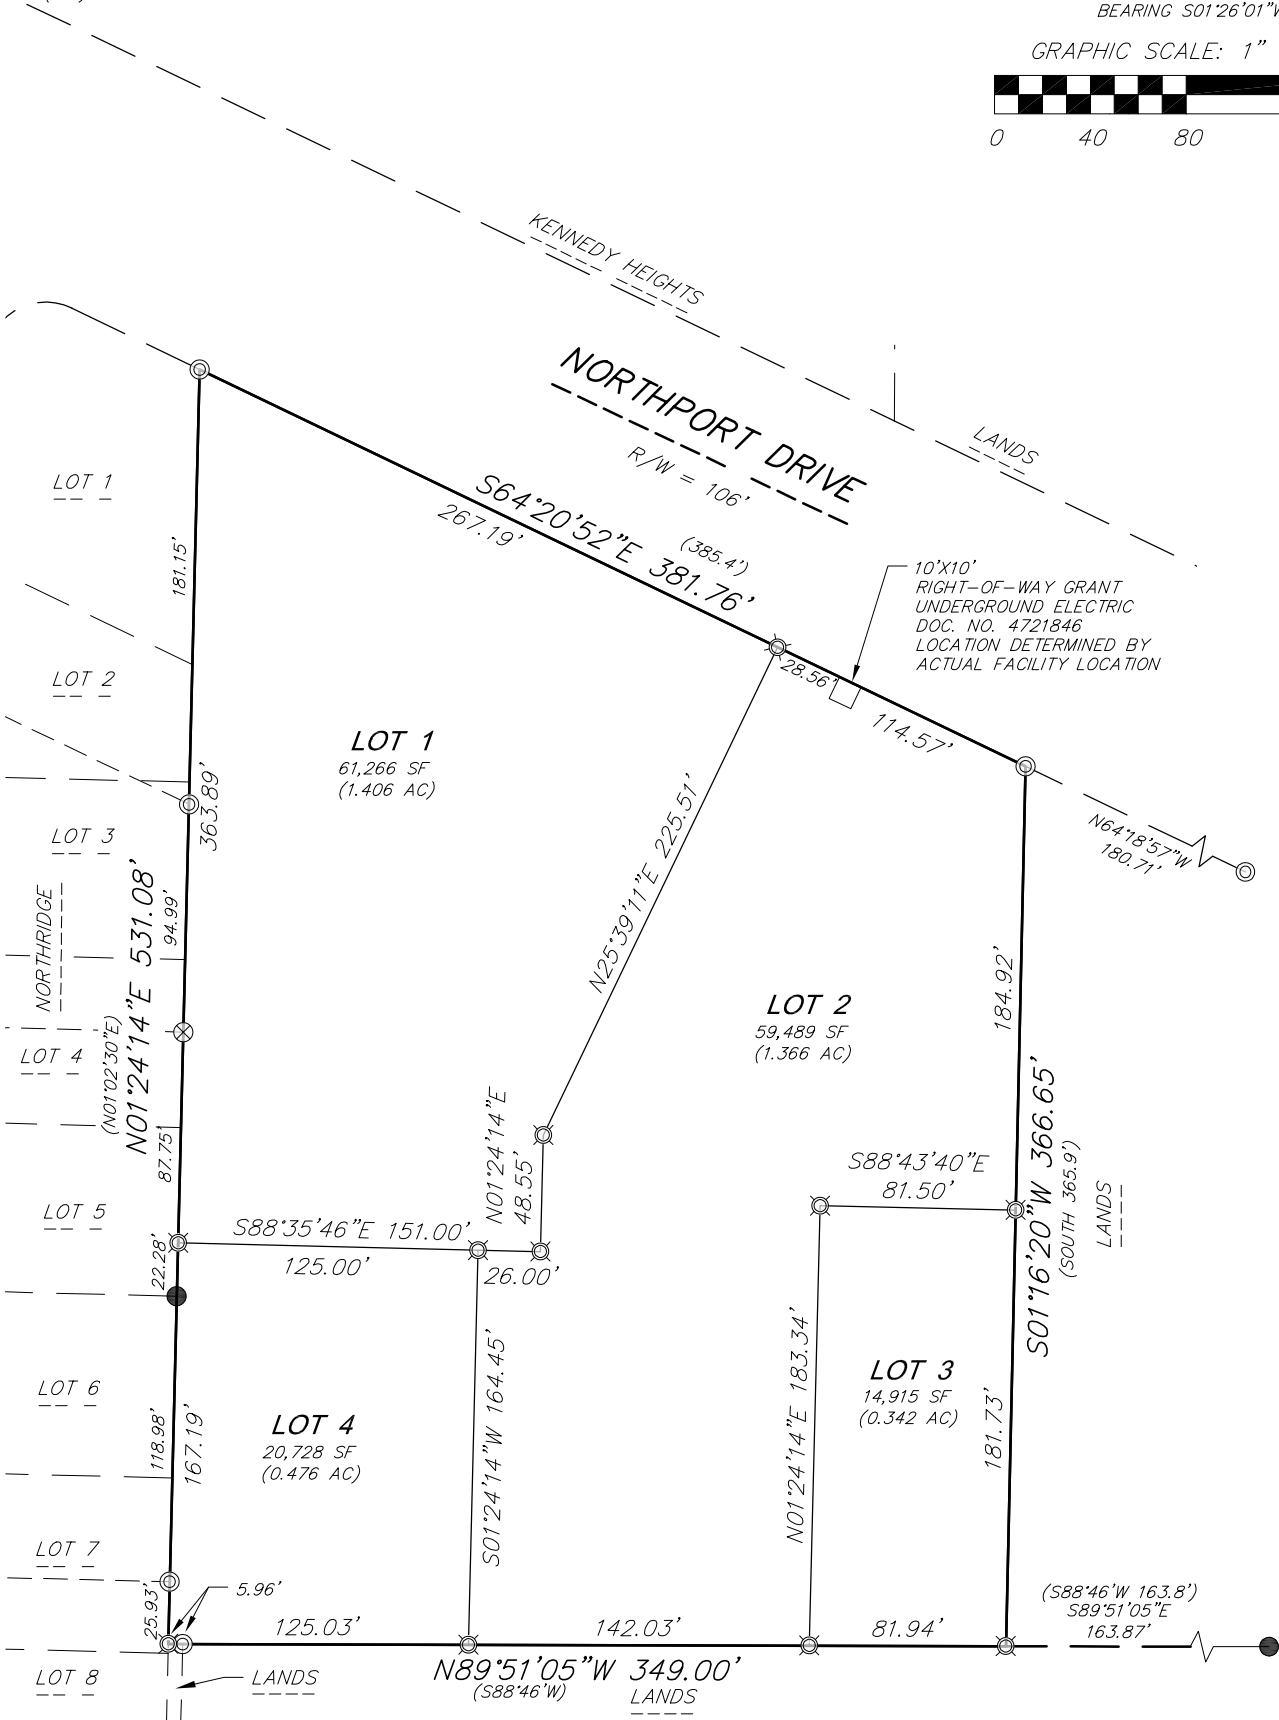 BEARING S01°26'01"W
GRAPHIC SCALE: 1"
0 40 80
KENNEDY HEIGHTS
LANDS
NORTHPORT DRIVE
R/W = 106'
S64°20'52"E 381.76'
(385.4')
267.19'
10'X10'
RIGHT-OF-WAY GRANT
UNDERGROUND ELECTRIC
DOC. NO. 4721846
LOCATION DETERMINED BY
ACTUAL FACILITY LOCATION
28.56'
114.57'
N64°18'57"W
180.71'
LOT 1
181.15'
LOT 2
LOT 3
363.89'
94.99'
NORTHRIDGE
N01°24'14"E 531.08'
(N01°02'30"E)
LOT 4
87.75'
LOT 5
22.28'
LOT 6
118.98'
167.19'
LOT 7
25.93'
LOT 8
LOT 1
61,266 SF
(1.406 AC)
N25°39'11"E 225.51'
N01°24'14"E
48.55'
S88°35'46"E 151.00'
125.00'
26.00'
LOT 2
59,489 SF
(1.366 AC)
184.92'
S01°16'20"W 366.65'
(SOUTH 365.9')
LANDS
S88°43'40"E
81.50'
N01°24'14"E 183.34'
LOT 3
14,915 SF
(0.342 AC)
181.73'
LOT 4
20,728 SF
(0.476 AC)
S01°24'14"W 164.45'
5.96'
125.03'
142.03'
81.94'
(S88°46'W 163.8')
S89°51'05"E
163.87'
N89°51'05"W 349.00'
(S88°46'W)
LANDS
LANDS